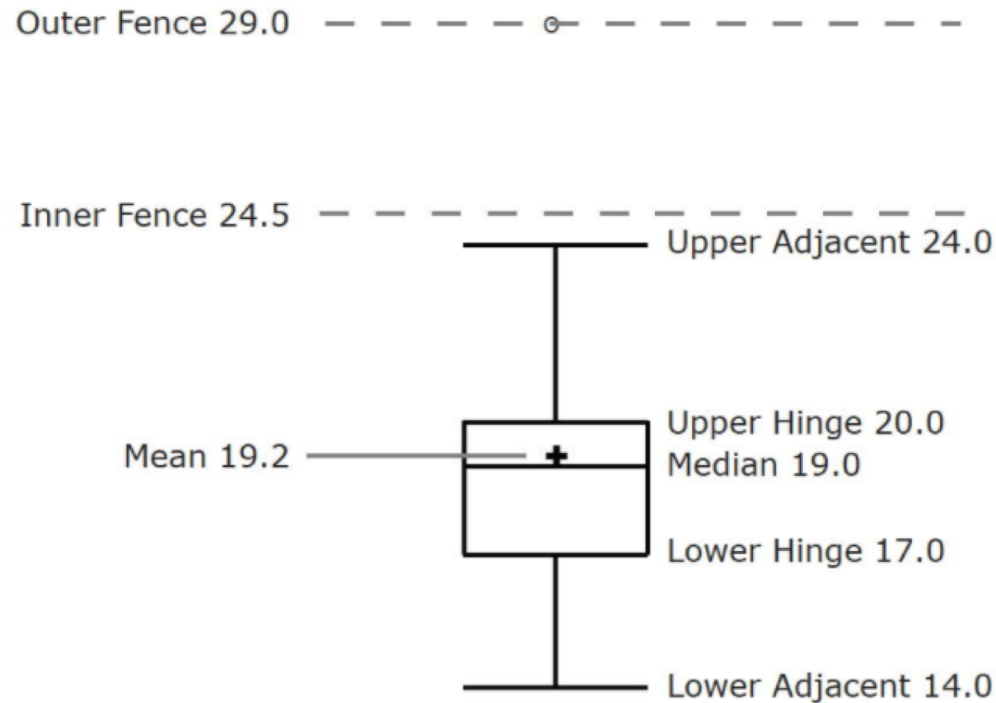 Outer Fence 29.0
Inner Fence 24.5
Upper Adjacent 24.0
Upper Hinge 20.0
Mean 19.2
Median 19.0
Lower Hinge 17.0
Lower Adjacent 14.0